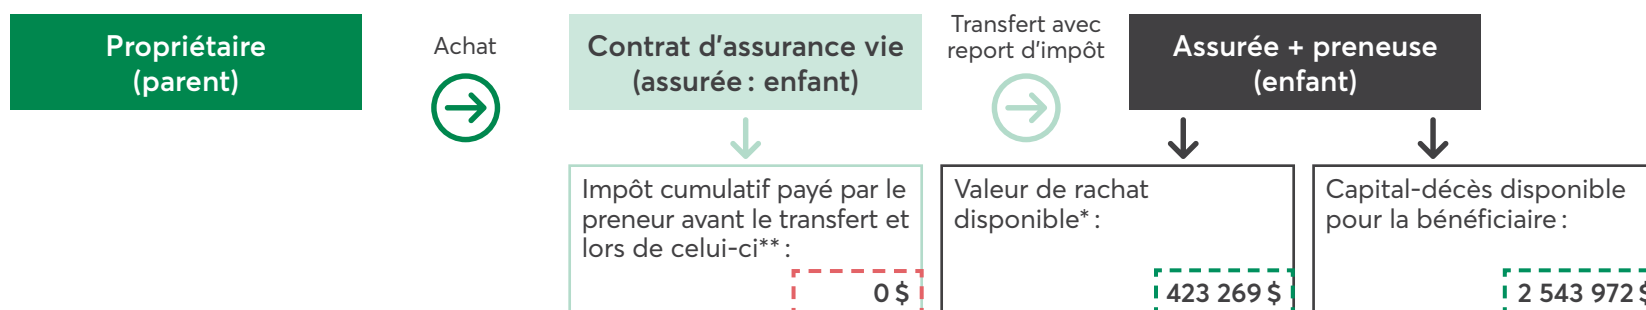 Propriétaire
(parent)
Achat
Contrat d'assurance vie
(assurée : enfant)
Transfert avec
report d'impôt
Assurée + preneuse
(enfant)
Impôt cumulatif payé par le
preneur avant le transfert et
lors de celui-ci** :
0 $
Valeur de rachat
disponible* :
423 269 $
Capital-décès disponible
pour la bénéficiaire :
2 543 972 $